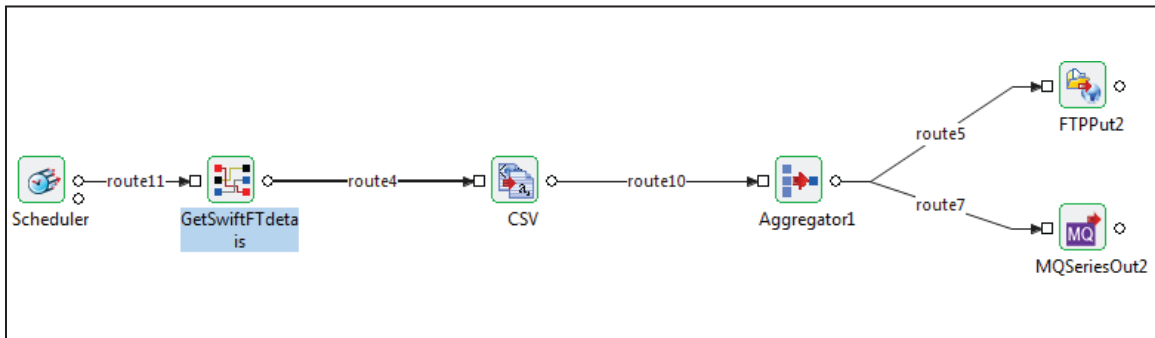 route5
FTPPut2
route11
route4
route10
Scheduler
GetSwiftFTdeta
is
CSV
a,
Aggregator1
route7
MQ
MQSeriesOut2